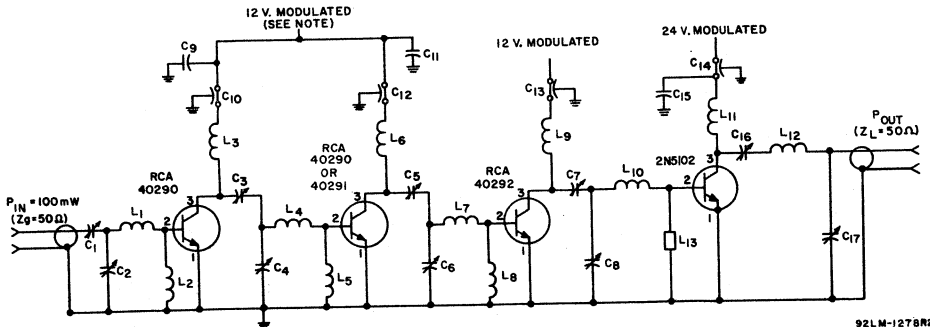 12 V. MODULATED
(SEE NOTE)
12 V. MODULATED
24 V. MODULATED
C9
C11
C10
C12
C13
C14
C15
L3
L6
L9
L11
C16
L12
POUT
(ZL=50Ω)
RCA
40290
RCA
40290
OR
40291
RCA
40292
2N5102
PIN=100mW
(Zg=50Ω)
C1
L1
C2
L2
C3
L4
C4
L5
C5
L7
C6
L8
C7
L10
C8
L13
C17
3
2
1
3
2
1
3
2
1
3
2
1
92LM-1278R2